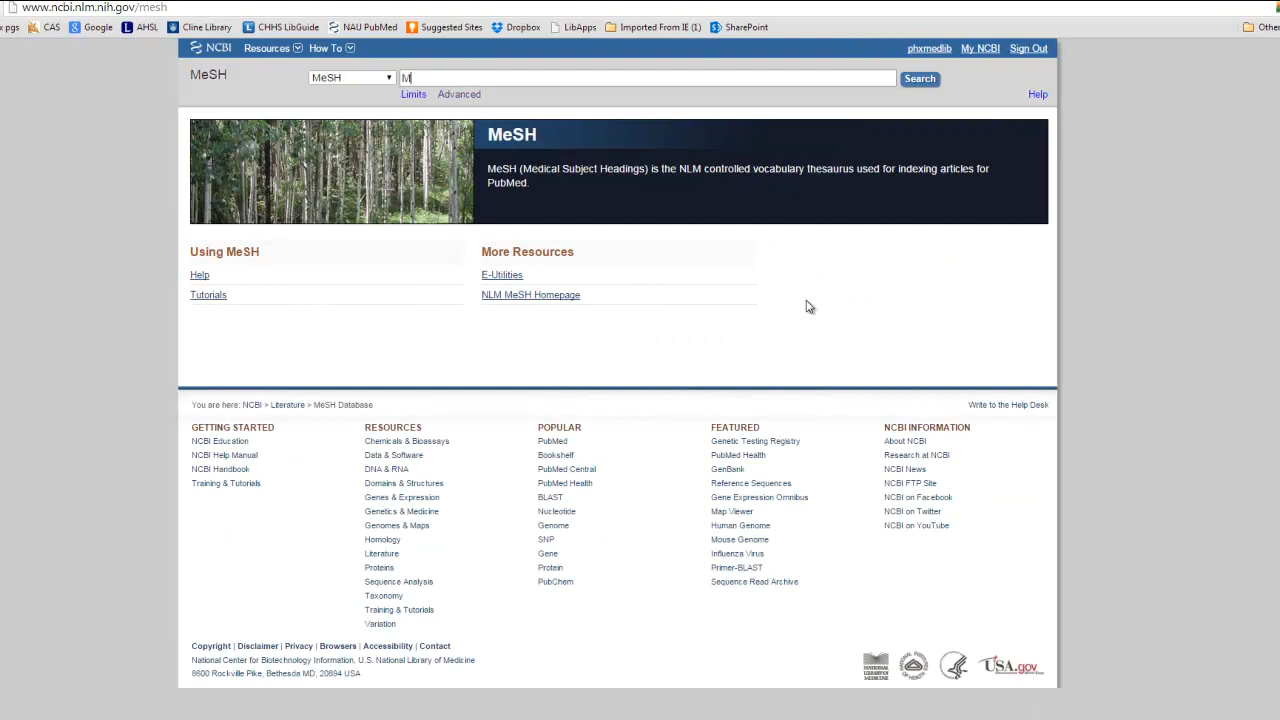 www.ncbi.nlm.nih.gov/mesh
pgs CAS Google AHSL Cline Library CHHS LibGuide NAU PubMed Suggested Sites Dropbox LibApps Imported From IE (1) SharePoint Other
NCBI Resources How To phxmedlib My NCBI Sign Out
MeSH MeSH M Search
Limits Advanced Help
MeSH
MeSH (Medical Subject Headings) is the NLM controlled vocabulary thesaurus used for indexing articles for
PubMed.
Using MeSH More Resources
Help E-Utilities
Tutorials NLM MeSH Homepage
You are here: NCBI > Literature > MeSH Database Write to the Help Desk
GETTING STARTED
NCBI Education
NCBI Help Manual
NCBI Handbook
Training & Tutorials
RESOURCES
Chemicals & Bioassays
Data & Software
DNA & RNA
Domains & Structures
Genes & Expression
Genetics & Medicine
Genomes & Maps
Homology
Literature
Proteins
Sequence Analysis
Taxonomy
Training & Tutorials
Variation
POPULAR
PubMed
Bookshelf
PubMed Central
PubMed Health
BLAST
Nucleotide
Genome
SNP
Gene
Protein
PubChem
FEATURED
Genetic Testing Registry
PubMed Health
GenBank
Reference Sequences
Gene Expression Omnibus
Map Viewer
Human Genome
Mouse Genome
Influenza Virus
Primer-BLAST
Sequence Read Archive
NCBI INFORMATION
About NCBI
Research at NCBI
NCBI News
NCBI FTP Site
NCBI on Facebook
NCBI on Twitter
NCBI on YouTube
Copyright | Disclaimer | Privacy | Browsers | Accessibility | Contact
National Center for Biotechnology Information, U.S. National Library of Medicine
8600 Rockville Pike, Bethesda MD, 20894 USA
NATIONAL
LIBRARY OF
MEDICINE
USA.gov